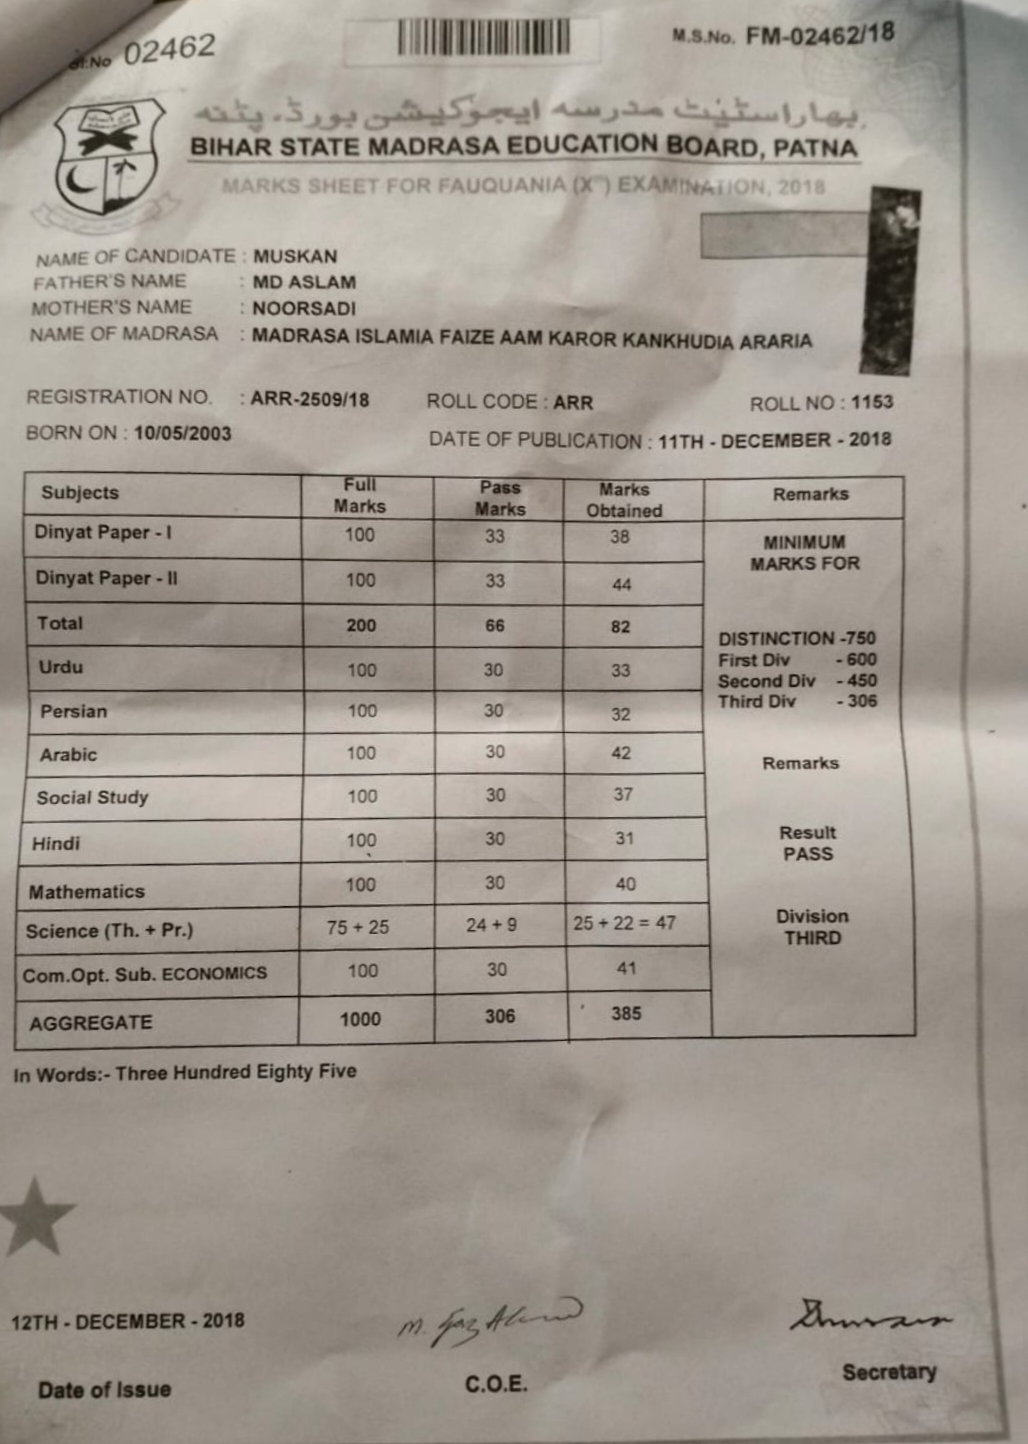 Sl.No 02462
M.S.No. FM-02462/18
بہار اسٹیٹ مدرسہ ایجوکیشن بورڈ، پٹنہ
BIHAR STATE MADRASA EDUCATION BOARD, PATNA
MARKS SHEET FOR FAUQUANIA (X") EXAMINATION, 2018
NAME OF CANDIDATE : MUSKAN
FATHER'S NAME : MD ASLAM
MOTHER'S NAME : NOORSADI
NAME OF MADRASA : MADRASA ISLAMIA FAIZE AAM KAROR KANKHUDIA ARARIA
REGISTRATION NO. : ARR-2509/18 ROLL CODE : ARR ROLL NO : 1153
BORN ON : 10/05/2003 DATE OF PUBLICATION : 11TH - DECEMBER - 2018
Subjects Full Marks Pass Marks Marks Obtained Remarks
Dinyat Paper - I 100 33 38
MINIMUM
MARKS FOR
Dinyat Paper - II 100 33 44
Total 200 66 82
DISTINCTION -750
First Div - 600
Second Div - 450
Third Div - 306
Urdu 100 30 33
Persian 100 30 32
Arabic 100 30 42
Remarks
Social Study 100 30 37
Hindi 100 30 31
Result
PASS
Mathematics 100 30 40
Science (Th. + Pr.) 75 + 25 24 + 9 25 + 22 = 47
Division
THIRD
Com.Opt. Sub. ECONOMICS 100 30 41
AGGREGATE 1000 306 385
In Words:- Three Hundred Eighty Five
12TH - DECEMBER - 2018
Date of Issue
C.O.E.
Secretary